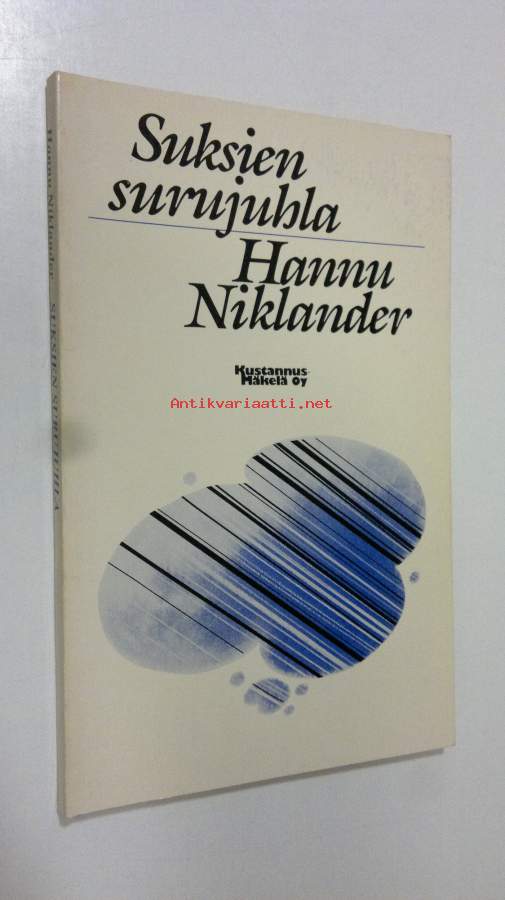 Suksien
surujuhla
Hannu
Niklander
Kustannus-
Mäkelä Oy
Antikvariaatti.net
Hannu Niklander SUKSIEN SURUJUHLA